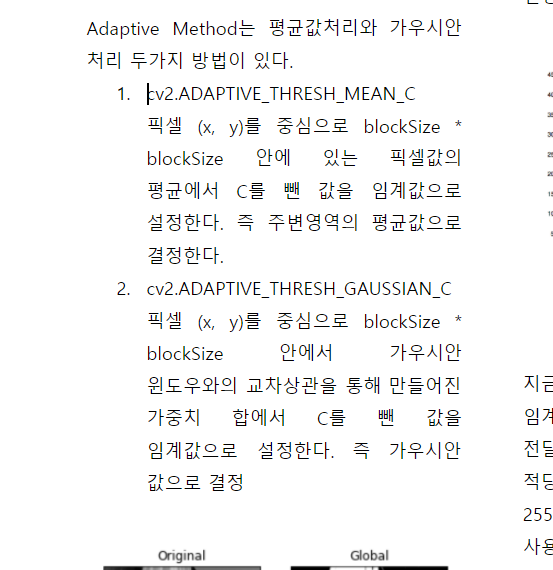 Adaptive Method는 평균값처리와 가우시안
처리 두가지 방법이 있다.
1. cv2.ADAPTIVE_THRESH_MEAN_C
픽셀 (x, y)를 중심으로 blockSize *
blockSize 안에 있는 픽셀값의
평균에서 C를 뺀 값을 임계값으로
설정한다. 즉 주변영역의 평균값으로
결정한다.
2. cv2.ADAPTIVE_THRESH_GAUSSIAN_C
픽셀 (x, y)를 중심으로 blockSize *
blockSize 안에서 가우시안
윈도우와의 교차상관을 통해 만들어진
가중치 합에서 C를 뺀 값을
임계값으로 설정한다. 즉 가우시안
값으로 결정
Original
Global
지금
전달
255
사용